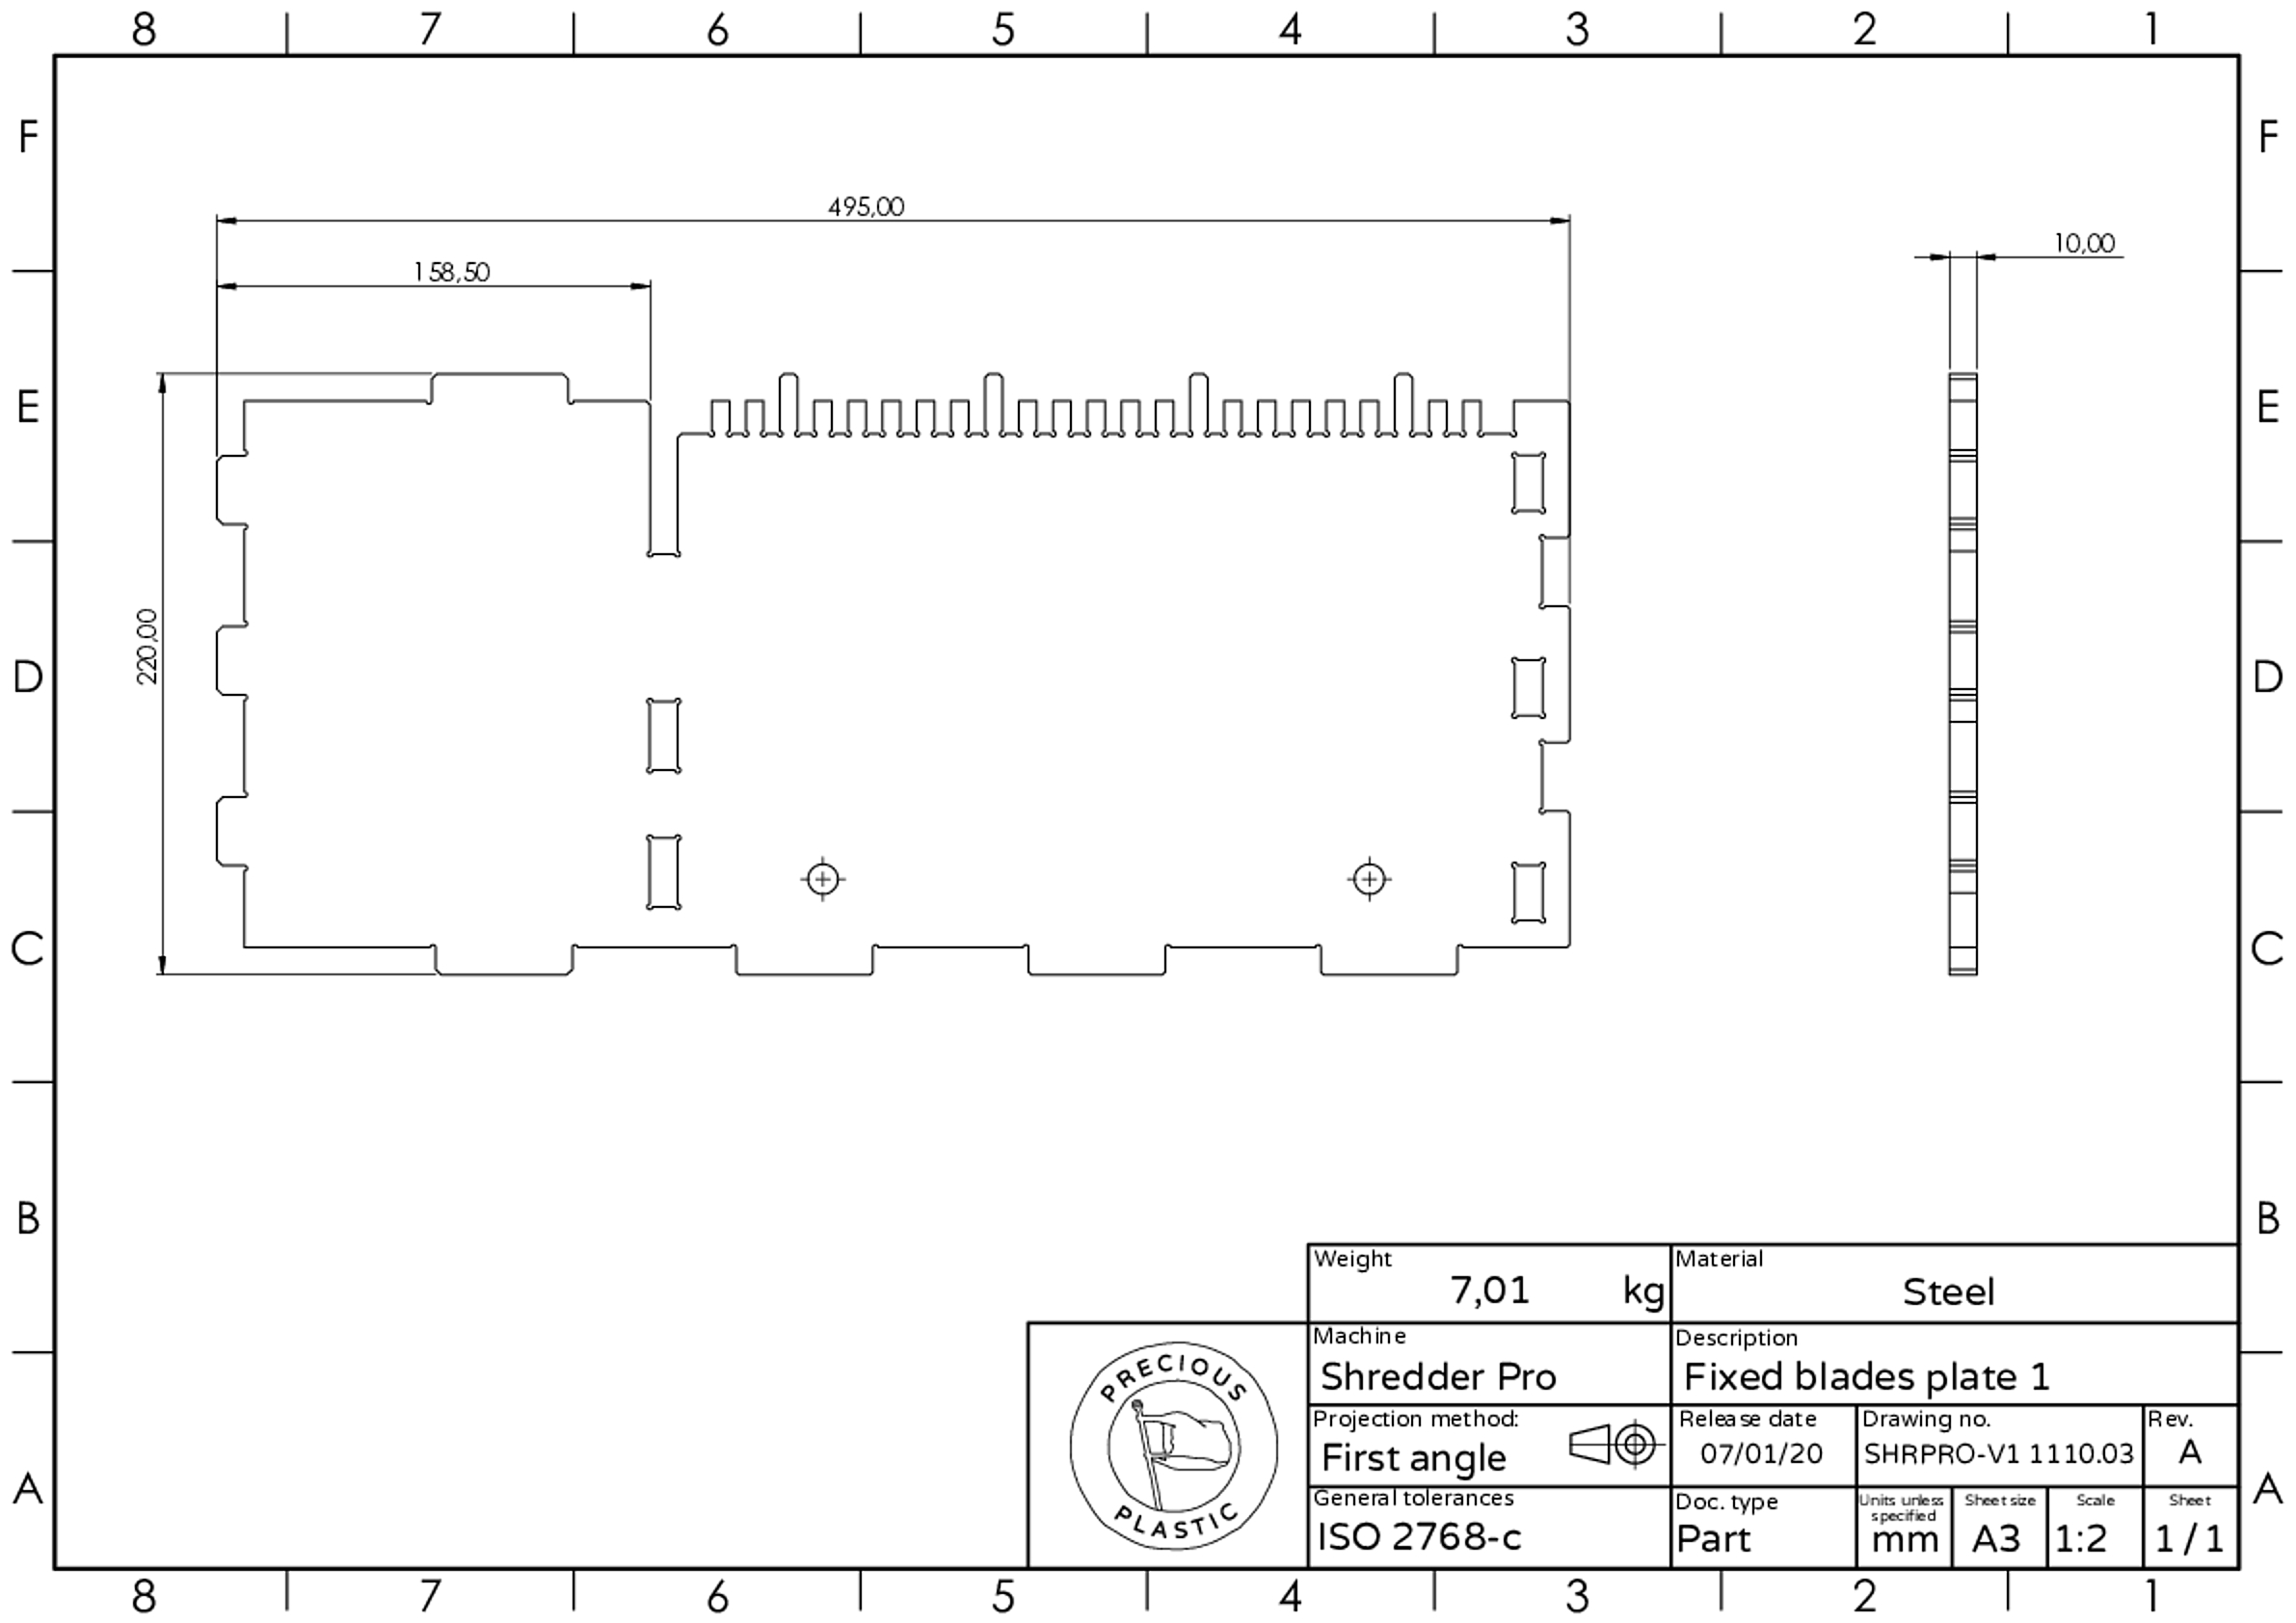 8 7 6 5 4 3 2 1
F F
495,00
10,00
158,50
E E
220,00
D D
C C
B B
Weight
7,01 kg
Material
Steel
Machine
Shredder Pro
Description
Fixed blades plate 1
PRECIOUS
PLASTIC
Projection method:
First angle
Release date
07/01/20
Drawing no.
SHRPRO-V1 1110.03
Rev.
A
A A
General tolerances
ISO 2768-c
Doc. type
Part
Units unless
specified
mm
Sheet size
A3
Scale
1:2
Sheet
1 / 1
8 7 6 5 4 3 2 1